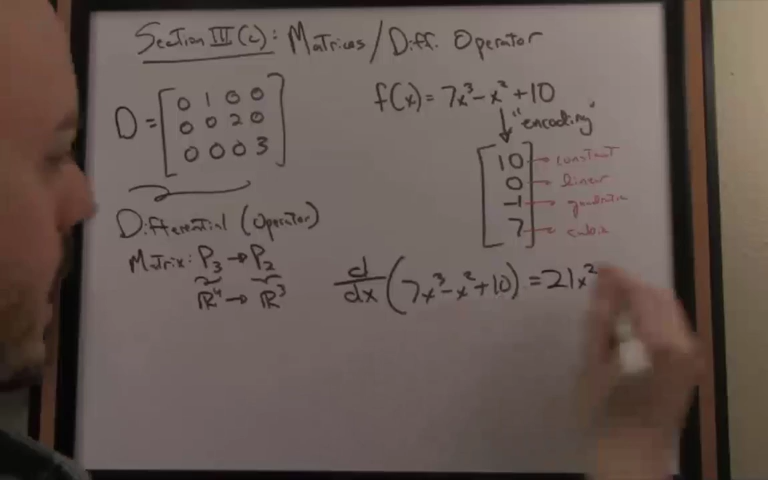 Section III(c): Matrices/Diff. Operator
D = [0 1 0 0
0 0 2 0
0 0 0 3]
Differential (Operator)
Matrix: P₃ → P₂
ℝ⁴ → ℝ³
f(x) = 7x³ - x² + 10
"encoding"
[10 → constant
0 → linear
-1 → quadratic
7 → cubic]
d/dx (7x³ - x² + 10) = 21x²